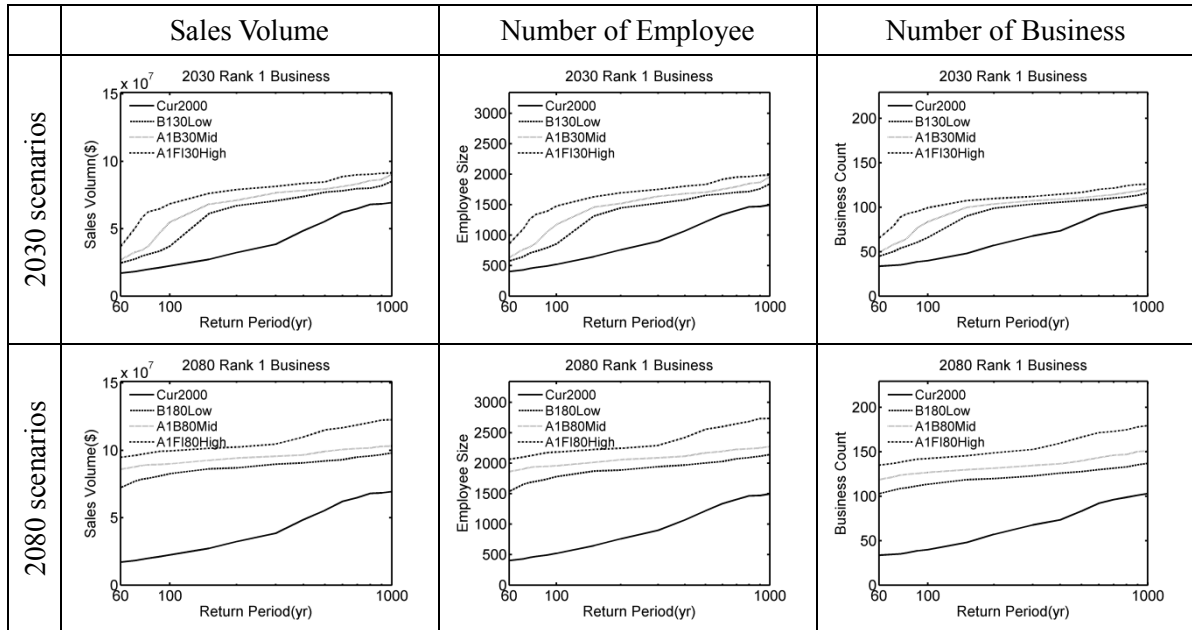 Sales Volume
Number of Employee
Number of Business
2030 scenarios
2030 Rank 1 Business
x 10^7
15
10
5
0
Sales Volumn($)
Cur2000
B130Low
A1B30Mid
A1FI30High
60
100
1000
Return Period(yr)
2030 Rank 1 Business
3000
2500
2000
1500
1000
500
0
Employee Size
Cur2000
B130Low
A1B30Mid
A1FI30High
60
100
1000
Return Period(yr)
2030 Rank 1 Business
200
150
100
50
0
Business Count
Cur2000
B130Low
A1B30Mid
A1FI30High
60
100
1000
Return Period(yr)
2080 scenarios
2080 Rank 1 Business
x 10^7
15
10
5
0
Sales Volume($)
Cur2000
B180Low
A1B80Mid
A1FI80High
60
100
1000
Return Period(yr)
2080 Rank 1 Business
3000
2500
2000
1500
1000
500
0
Employee Size
Cur2000
B180Low
A1B80Mid
A1FI80High
60
100
1000
Return Period(yr)
2080 Rank 1 Business
200
150
100
50
0
Business Count
Cur2000
B180Low
A1B80Mid
A1FI80High
60
100
1000
Return Period(yr)